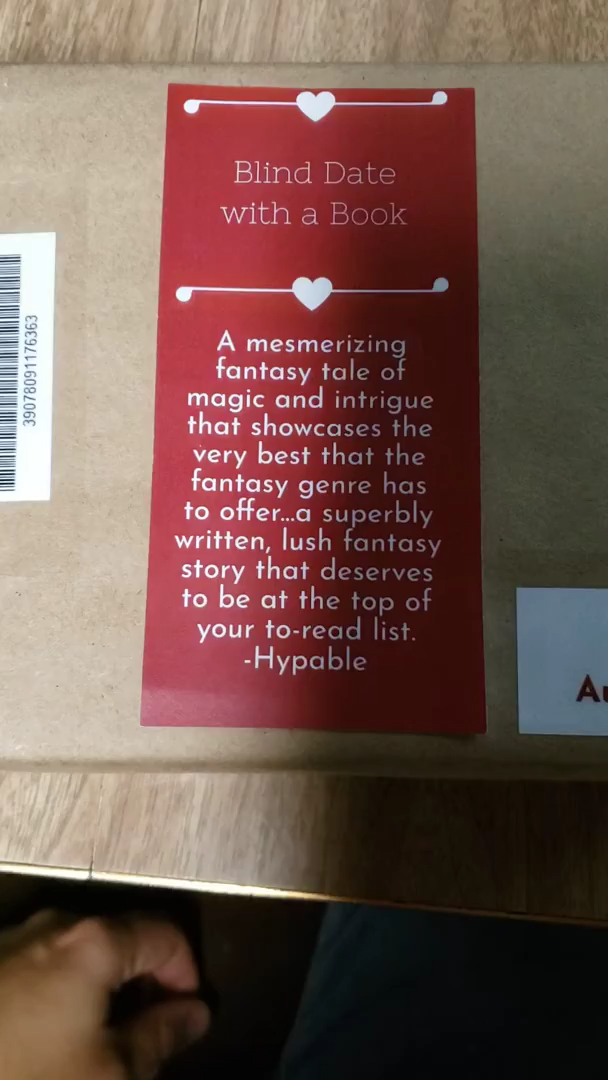 Blind Date
with a Book
A mesmerizing
fantasy tale of
magic and intrigue
that showcases the
very best that the
fantasy genre has
to offer...a superbly
written, lush fantasy
story that deserves
to be at the top of
your to-read list.
-Hypable
39078091176363